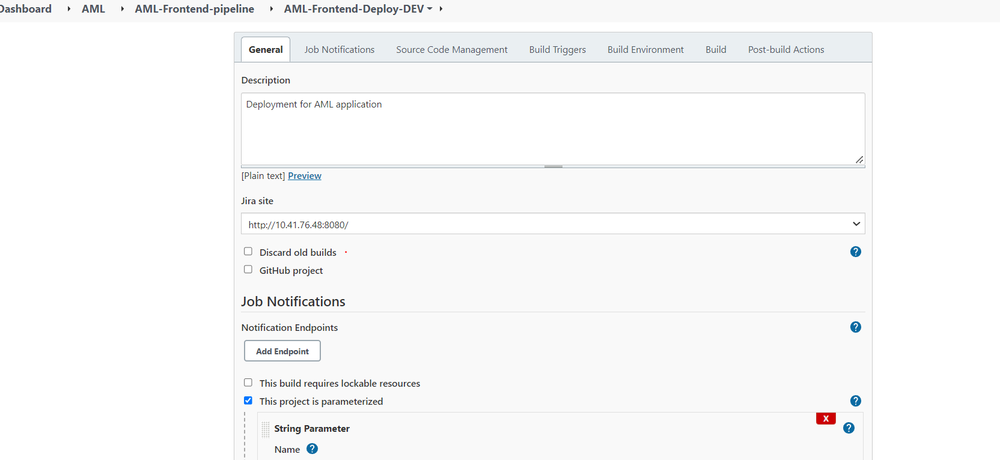 Dashboard AML AML-Frontend-pipeline AML-Frontend-Deploy-DEV
General Job Notifications Source Code Management Build Triggers Build Environment Build Post-build Actions
Description
Deployment for AML application
[Plain text] Preview
Jira site
http://10.41.76.48:8080/
Discard old builds
GitHub project
Job Notifications
Notification Endpoints
Add Endpoint
This build requires lockable resources
This project is parameterized
X
String Parameter
Name